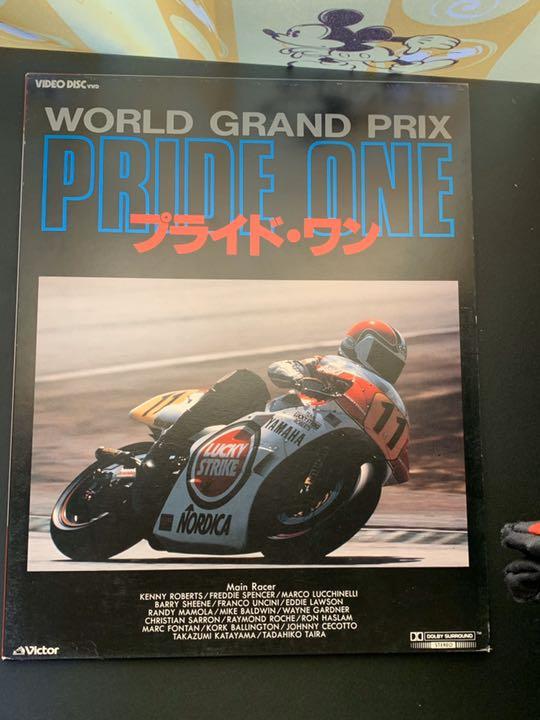 VIDEO DISC VHD
WORLD GRAND PRIX
PRIDE ONE
プライド・ワン
11
11
YAMAHA
LUCKY
STRIKE
NORDICA
Main Racer
KENNY ROBERTS/FREDDIE SPENCER/MARCO LUCCHINELLI
BARRY SHEENE/FRANCO UNCINI/EDDIE LAWSON
RANDY MAMOLA/MIKE BALDWIN/WAYNE GARDNER
CHRISTIAN SARRON/RAYMOND ROCHE/RON HASLAM
MARC FONTAN/KORK BALLINGTON/JOHNNY CECOTTO
TAKAZUMI KATAYAMA/TADAHIKO TAIRA
Victor
DOLBY SURROUND
STEREO